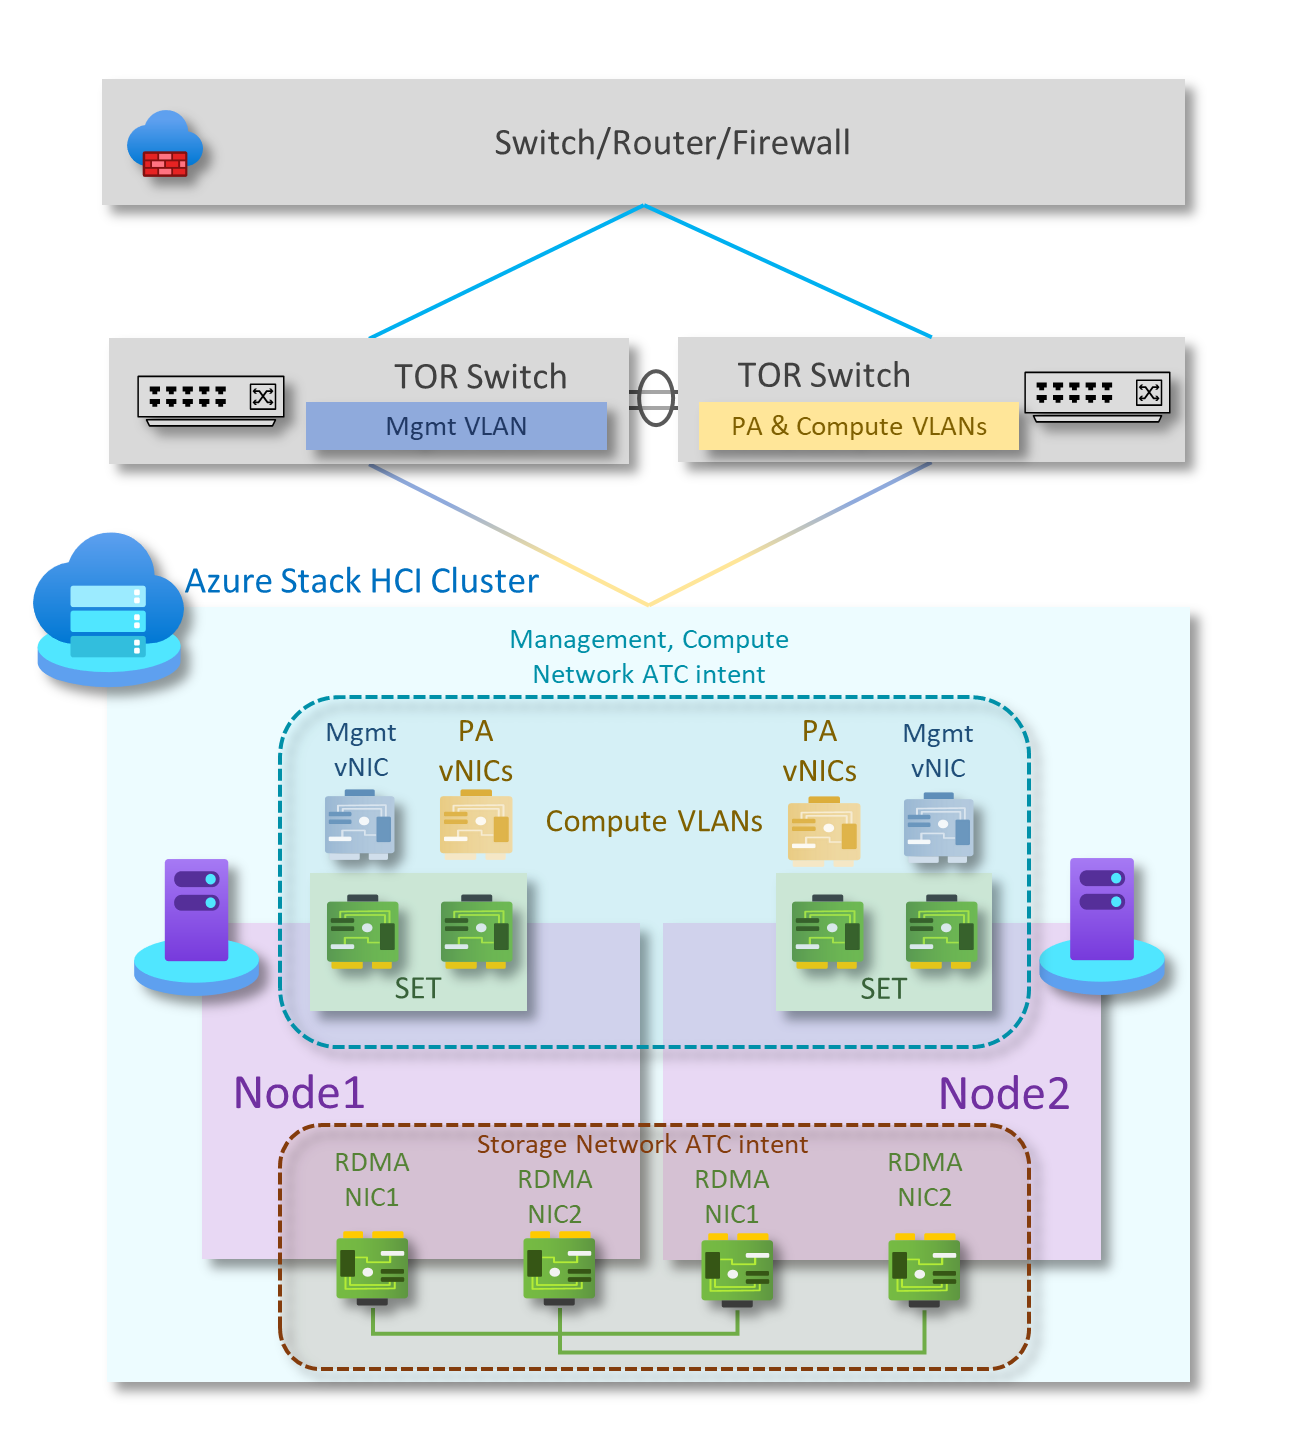 Switch/Router/Firewall
TOR Switch
Mgmt VLAN
TOR Switch
PA & Compute VLANs
Azure Stack HCI Cluster
Management, Compute
Network ATC intent
Mgmt
vNIC
PA
vNICs
Compute VLANs
PA
vNICs
Mgmt
vNIC
SET
SET
Node1
Node2
Storage Network ATC intent
RDMA
NIC1
RDMA
NIC2
RDMA
NIC1
RDMA
NIC2